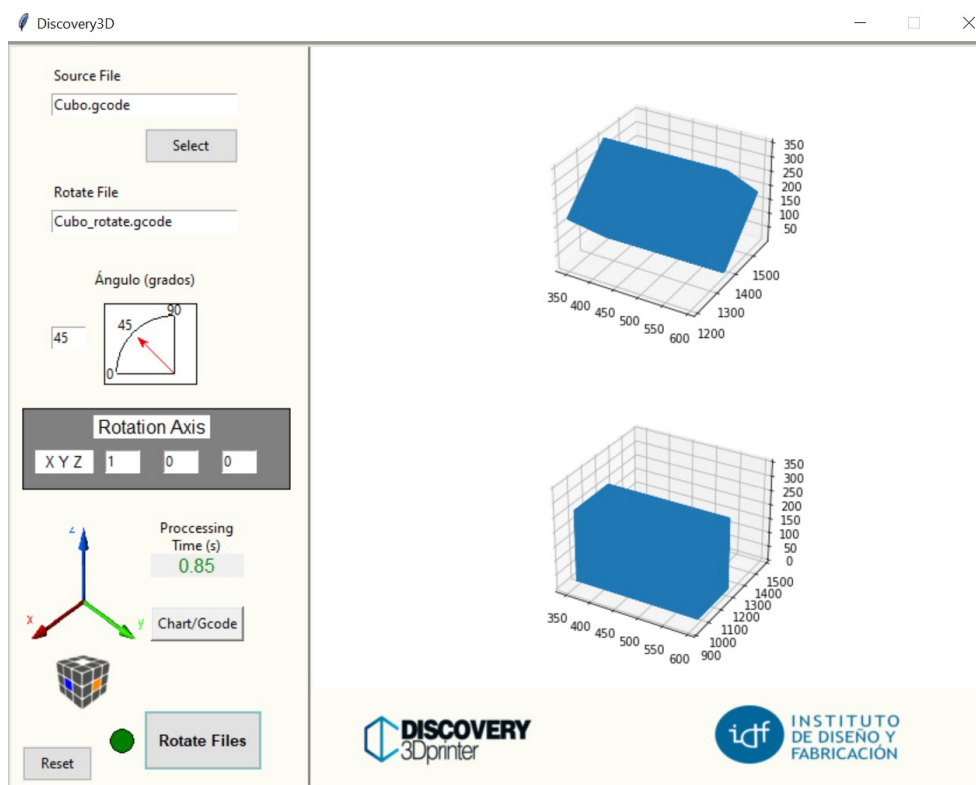 Discovery3D
Source File
Cubo.gcode
Select
Rotate File
Cubo_rotate.gcode
Ángulo (grados)
90
45
45
0
Rotation Axis
X Y Z 1 0 0
z
x
y
Proccessing
Time (s)
0.85
Chart/Gcode
Rotate Files
Reset
350
300
250
200
150
100
50
1500
1400
1300
1200
350 400 450 500 550 600
350
300
250
200
150
100
50
0
1500
1400
1300
1200
1100
1000
900
350 400 450 500 550 600
DISCOVERY
3Dprinter
idf
INSTITUTO
DE DISEÑO Y
FABRICACIÓN